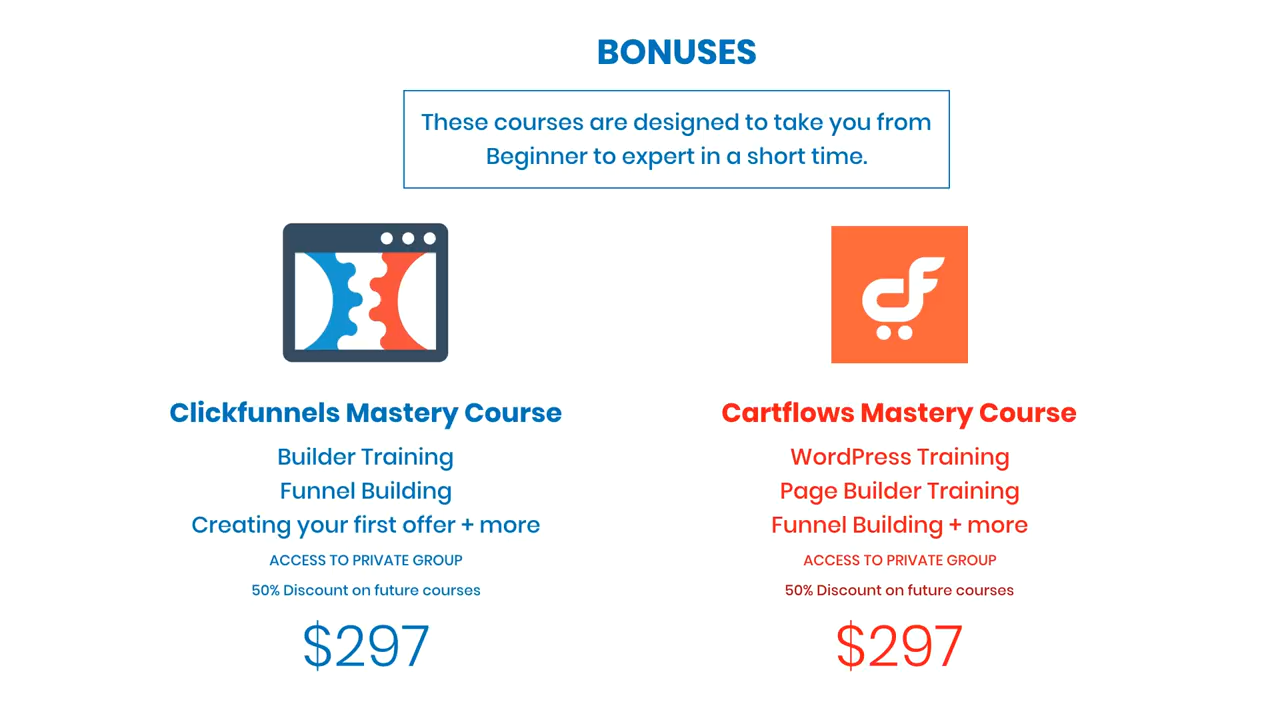 BONUSES
These courses are designed to take you from
Beginner to expert in a short time.
Clickfunnels Mastery Course
Builder Training
Funnel Building
Creating your first offer + more
ACCESS TO PRIVATE GROUP
50% Discount on future courses
$297
Cartflows Mastery Course
WordPress Training
Page Builder Training
Funnel Building + more
ACCESS TO PRIVATE GROUP
50% Discount on future courses
$297